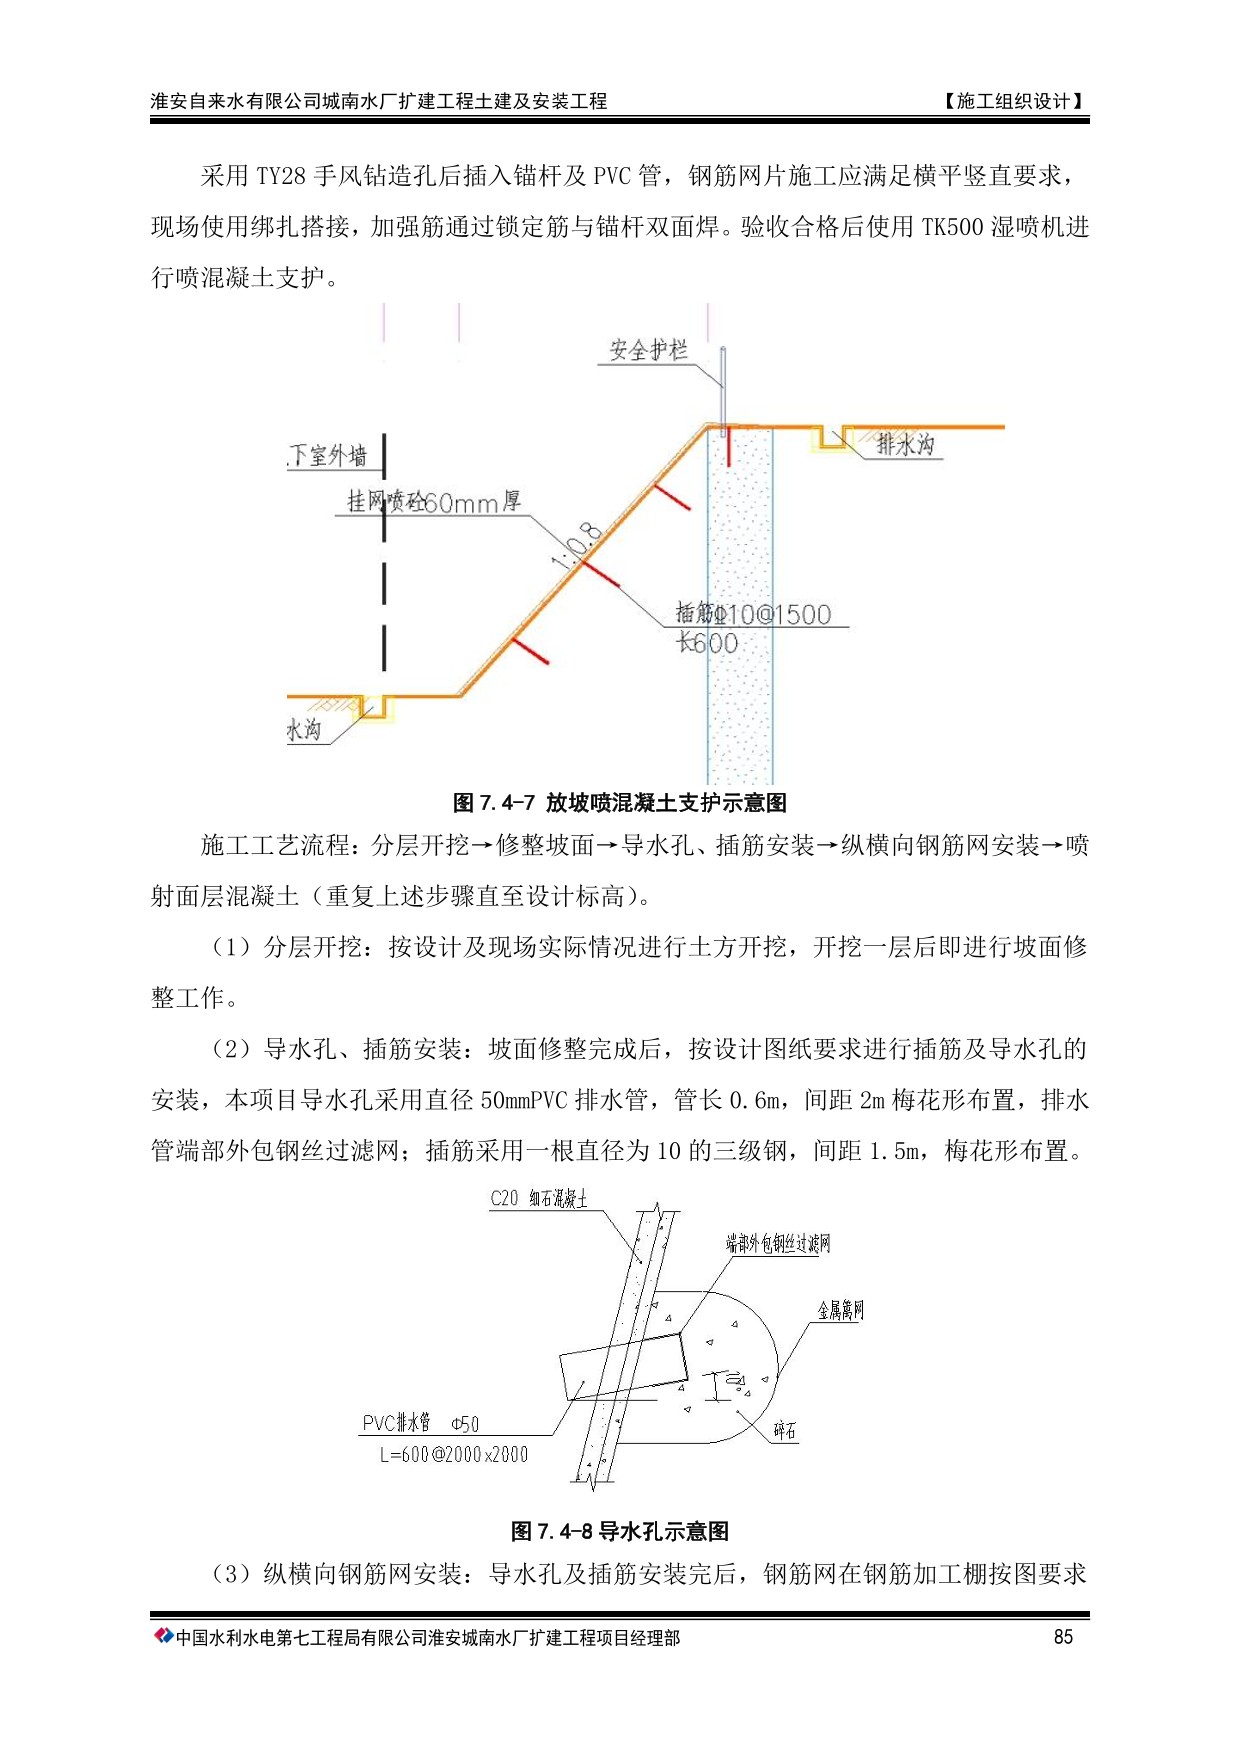 淮安自来水有限公司城南水厂扩建工程土建及安装工程 【施工组织设计】
采用 TY28 手风钻造孔后插入锚杆及 PVC 管，钢筋网片施工应满足横平竖直要求，
现场使用绑扎搭接，加强筋通过锁定筋与锚杆双面焊。验收合格后使用 TK500 湿喷机进
行喷混凝土支护。
安全护栏
下室外墙
排水沟
挂网喷砼60mm厚
1:0.8
插筋Φ10@1500
长600
水沟
图 7.4-7 放坡喷混凝土支护示意图
施工工艺流程：分层开挖→修整坡面→导水孔、插筋安装→纵横向钢筋网安装→喷
射面层混凝土（重复上述步骤直至设计标高）。
（1）分层开挖：按设计及现场实际情况进行土方开挖，开挖一层后即进行坡面修
整工作。
（2）导水孔、插筋安装：坡面修整完成后，按设计图纸要求进行插筋及导水孔的
安装，本项目导水孔采用直径 50mmPVC 排水管，管长 0.6m，间距 2m 梅花形布置，排水
管端部外包钢丝过滤网；插筋采用一根直径为 10 的三级钢，间距 1.5m，梅花形布置。
C20 细石混凝土
端部外包钢丝过滤网
金属篱网
PVC排水管 Φ50
L=600@2000x2000
碎石
图 7.4-8 导水孔示意图
（3）纵横向钢筋网安装：导水孔及插筋安装完后，钢筋网在钢筋加工棚按图要求
中国水利水电第七工程局有限公司淮安城南水厂扩建工程项目经理部 85